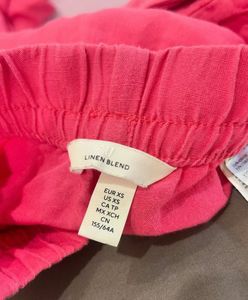 LINEN BLEND
EUR XS
US XS
CA TP
MX XCH
CN
155/64A